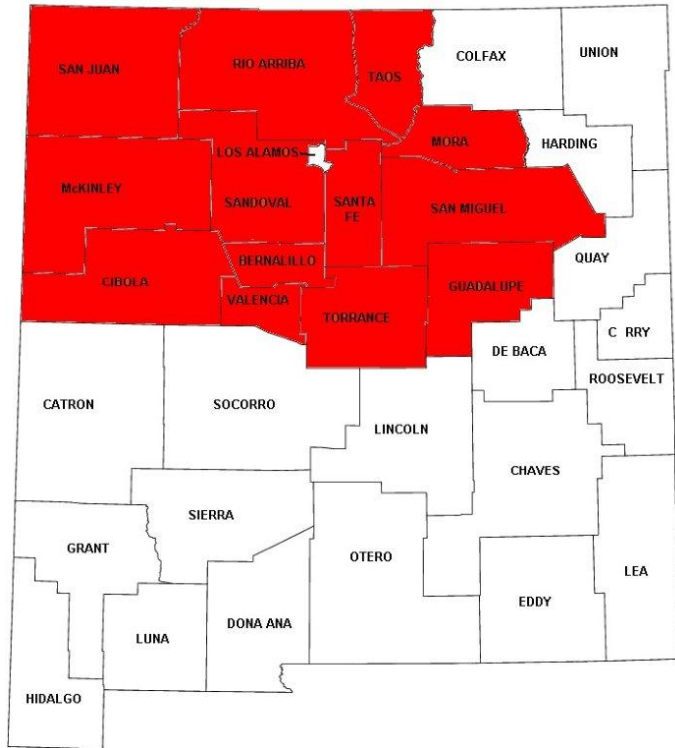 UNION
COLFAX
RIO ARRIBA
SAN JUAN
TAOS
MORA
HARDING
LOS ALAMOS
McKINLEY
SANDOVAL
SANTA
FE
SAN MIGUEL
QUAY
BERNALILLO
CIBOLA
GUADALUPE
VALENCIA
TORRANCE
C RRY
DE BACA
ROOSEVELT
CATRON
SOCORRO
LINCOLN
CHAVES
SIERRA
GRANT
OTERO
LEA
EDDY
DONA ANA
LUNA
HIDALGO